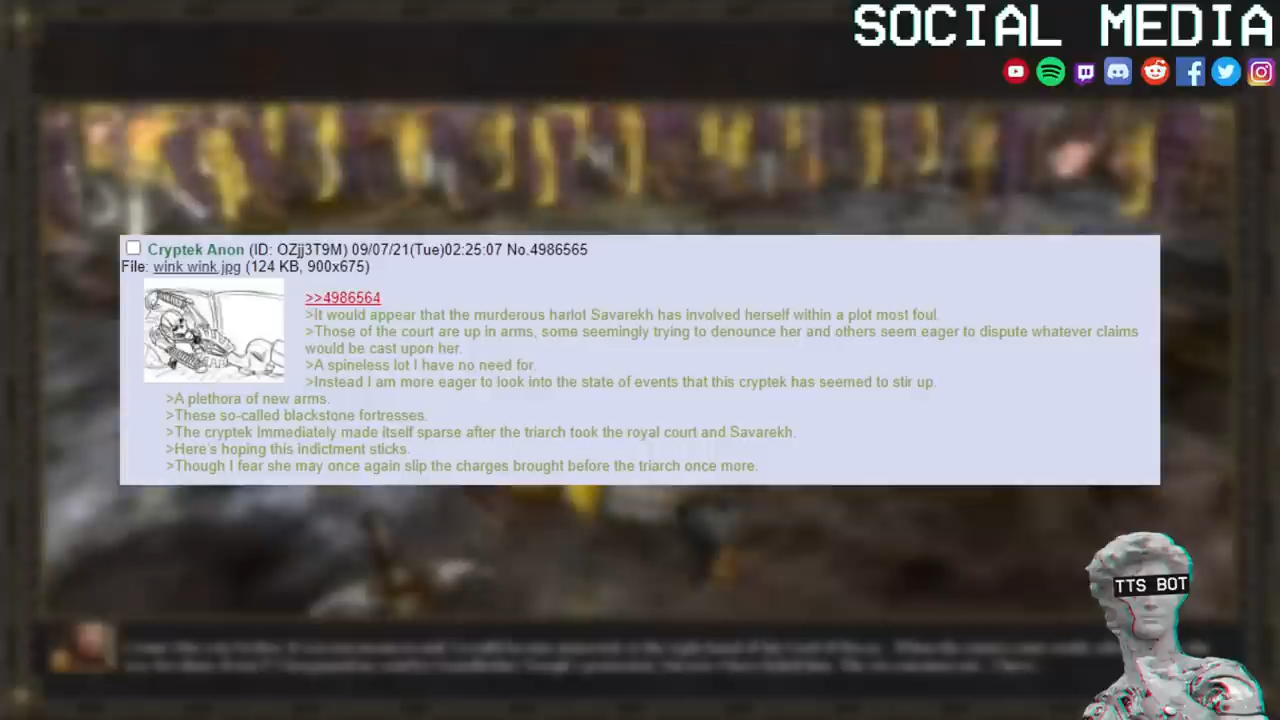 SOCIAL MEDIA
Cryptek Anon (ID: OZjj3T9M) 09/07/21(Tue)02:25:07 No.4986565
File: wink wink.jpg (124 KB, 900x675)
>>4986564
>It would appear that the murderous harlot Savarekh has involved herself within a plot most foul.
>Those of the court are up in arms, some seemingly trying to denounce her and others seem eager to dispute whatever claims
would be cast upon her.
>A spineless lot I have no need for.
>Instead I am more eager to look into the state of events that this cryptek has seemed to stir up.
>A plethora of new arms.
>These so-called blackstone fortresses.
>The cryptek Immediately made itself sparse after the triarch took the royal court and Savarekh.
>Here's hoping this indictment sticks.
>Though I fear she may once again slip the charges brought before the triarch once more.
TTS BOT